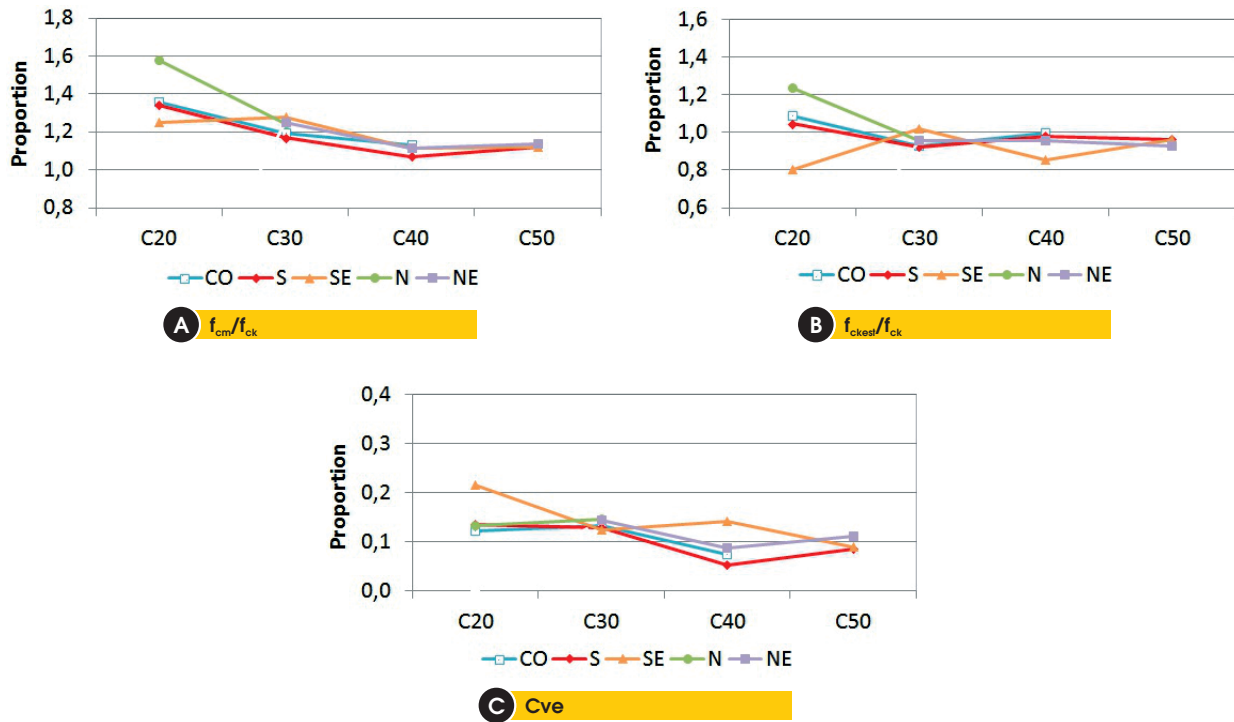 1,8
1,6
1,4
1,2
1,0
0,8
Proportion
C20 C30 C40 C50
CO S SE N NE
A fcm/fck
1,6
1,4
1,2
1,0
0,8
0,6
Proportion
C20 C30 C40 C50
CO S SE N NE
B fckest/fck
0,4
0,3
0,2
0,1
0,0
Proportion
C20 C30 C40 C50
CO S SE N NE
C Cve